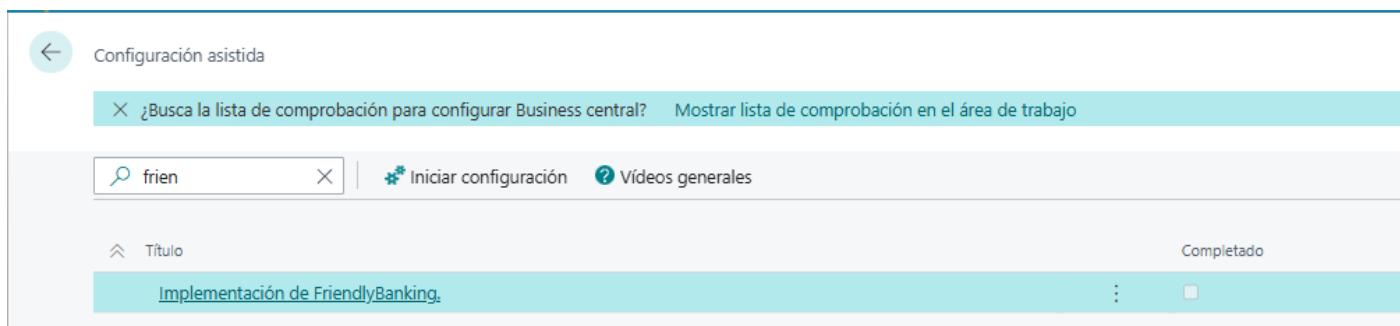 Configuración asistida
¿Busca la lista de comprobación para configurar Business central? Mostrar lista de comprobación en el área de trabajo
frien Iniciar configuración Vídeos generales
Título Completado
Implementación de FriendlyBanking.